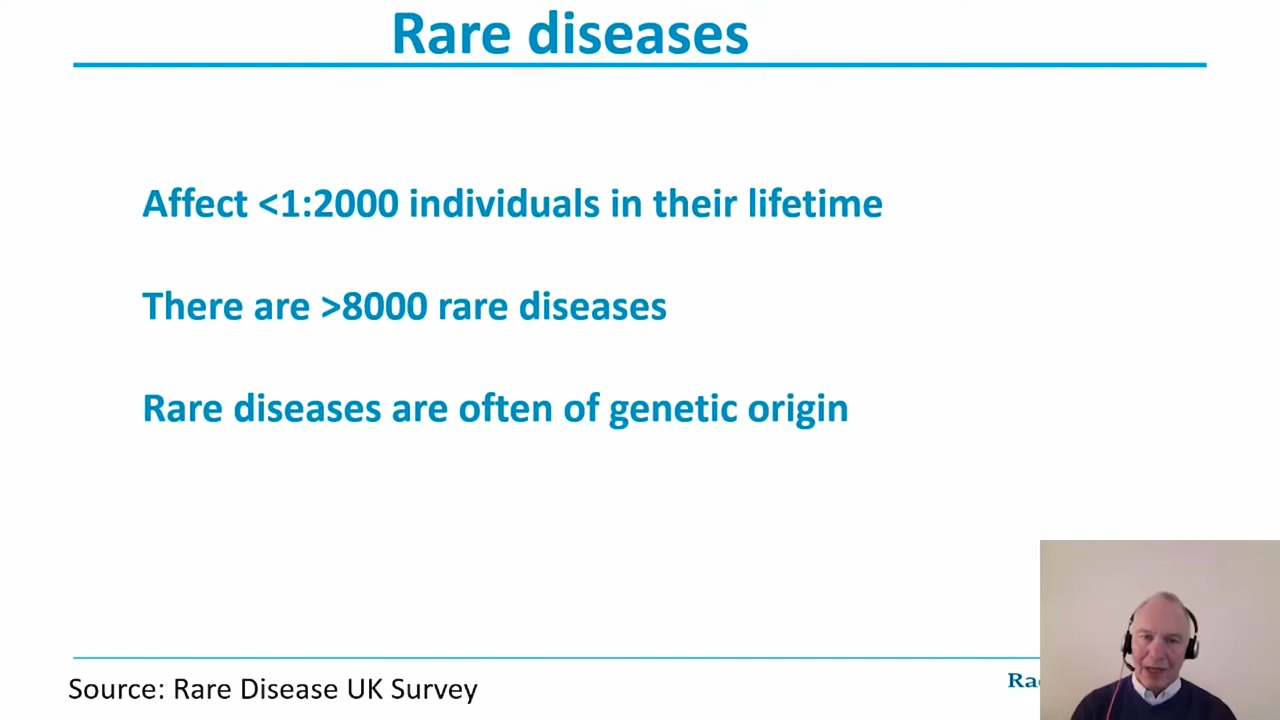 Rare diseases
Affect <1:2000 individuals in their lifetime
There are >8000 rare diseases
Rare diseases are often of genetic origin
Source: Rare Disease UK Survey